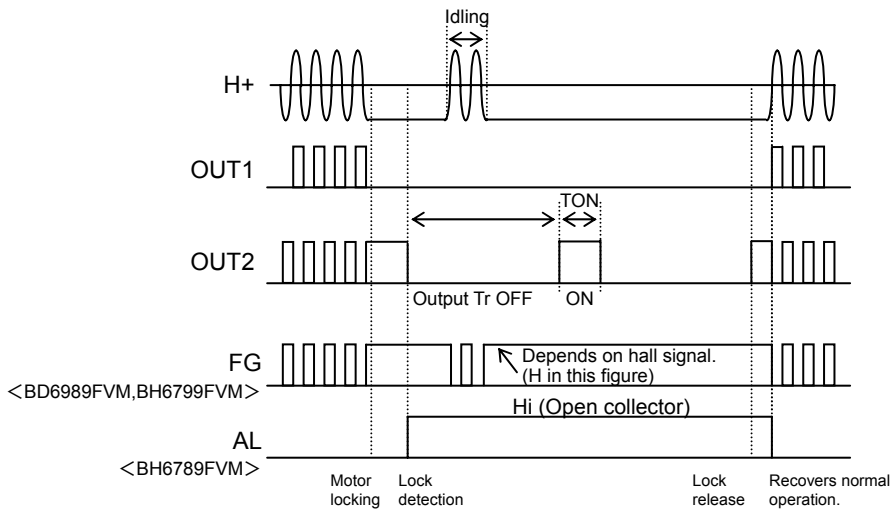 Idling
H+
OUT1
TON
OUT2
Output Tr OFF
ON
FG
<BD6989FVM,BH6799FVM>
Depends on hall signal.
(H in this figure)
Hi (Open collector)
AL
<BH6789FVM>
Motor
locking
Lock
detection
Lock
release
Recovers normal
operation.